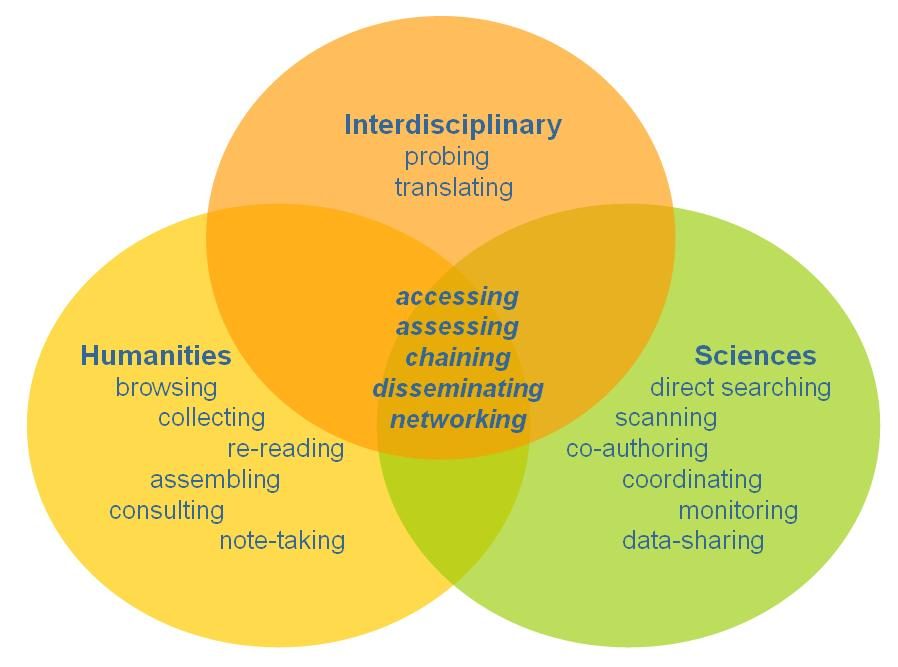 Interdisciplinary
probing
translating
accessing
assessing
chaining
disseminating
networking
Humanities
browsing
collecting
re-reading
assembling
consulting
note-taking
Sciences
direct searching
scanning
co-authoring
coordinating
monitoring
data-sharing